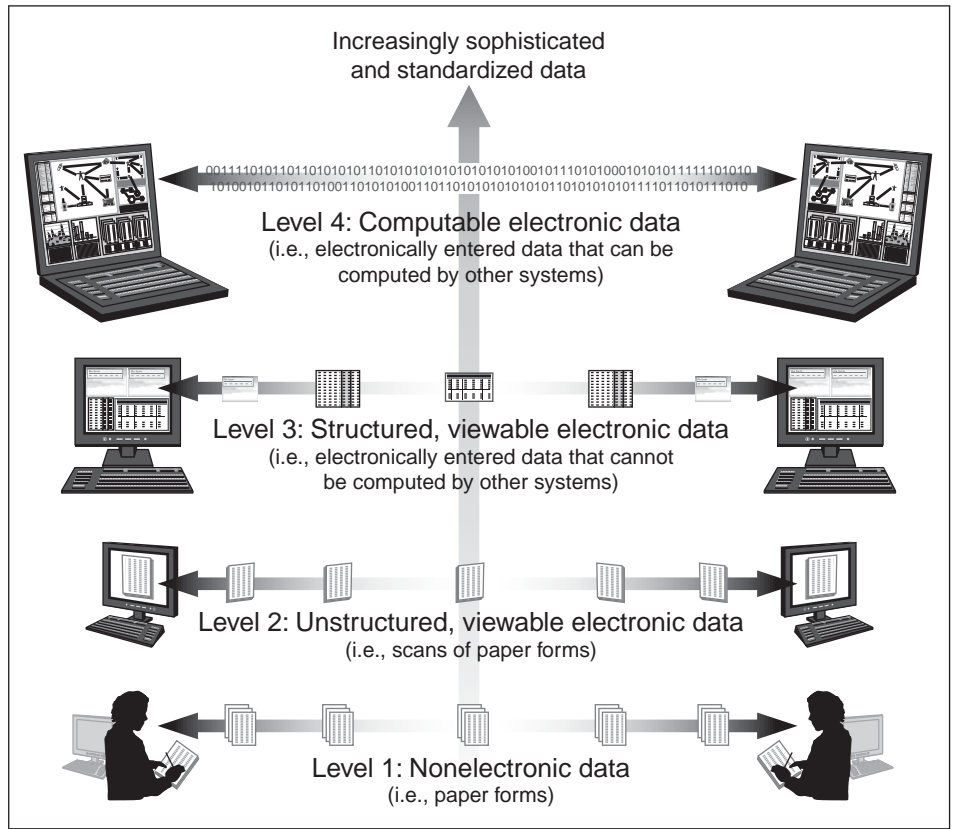 Increasingly sophisticated
and standardized data
Level 4: Computable electronic data
(i.e., electronically entered data that can be
computed by other systems)
Level 3: Structured, viewable electronic data
(i.e., electronically entered data that cannot
be computed by other systems)
Level 2: Unstructured, viewable electronic data
(i.e., scans of paper forms)
Level 1: Nonelectronic data
(i.e., paper forms)